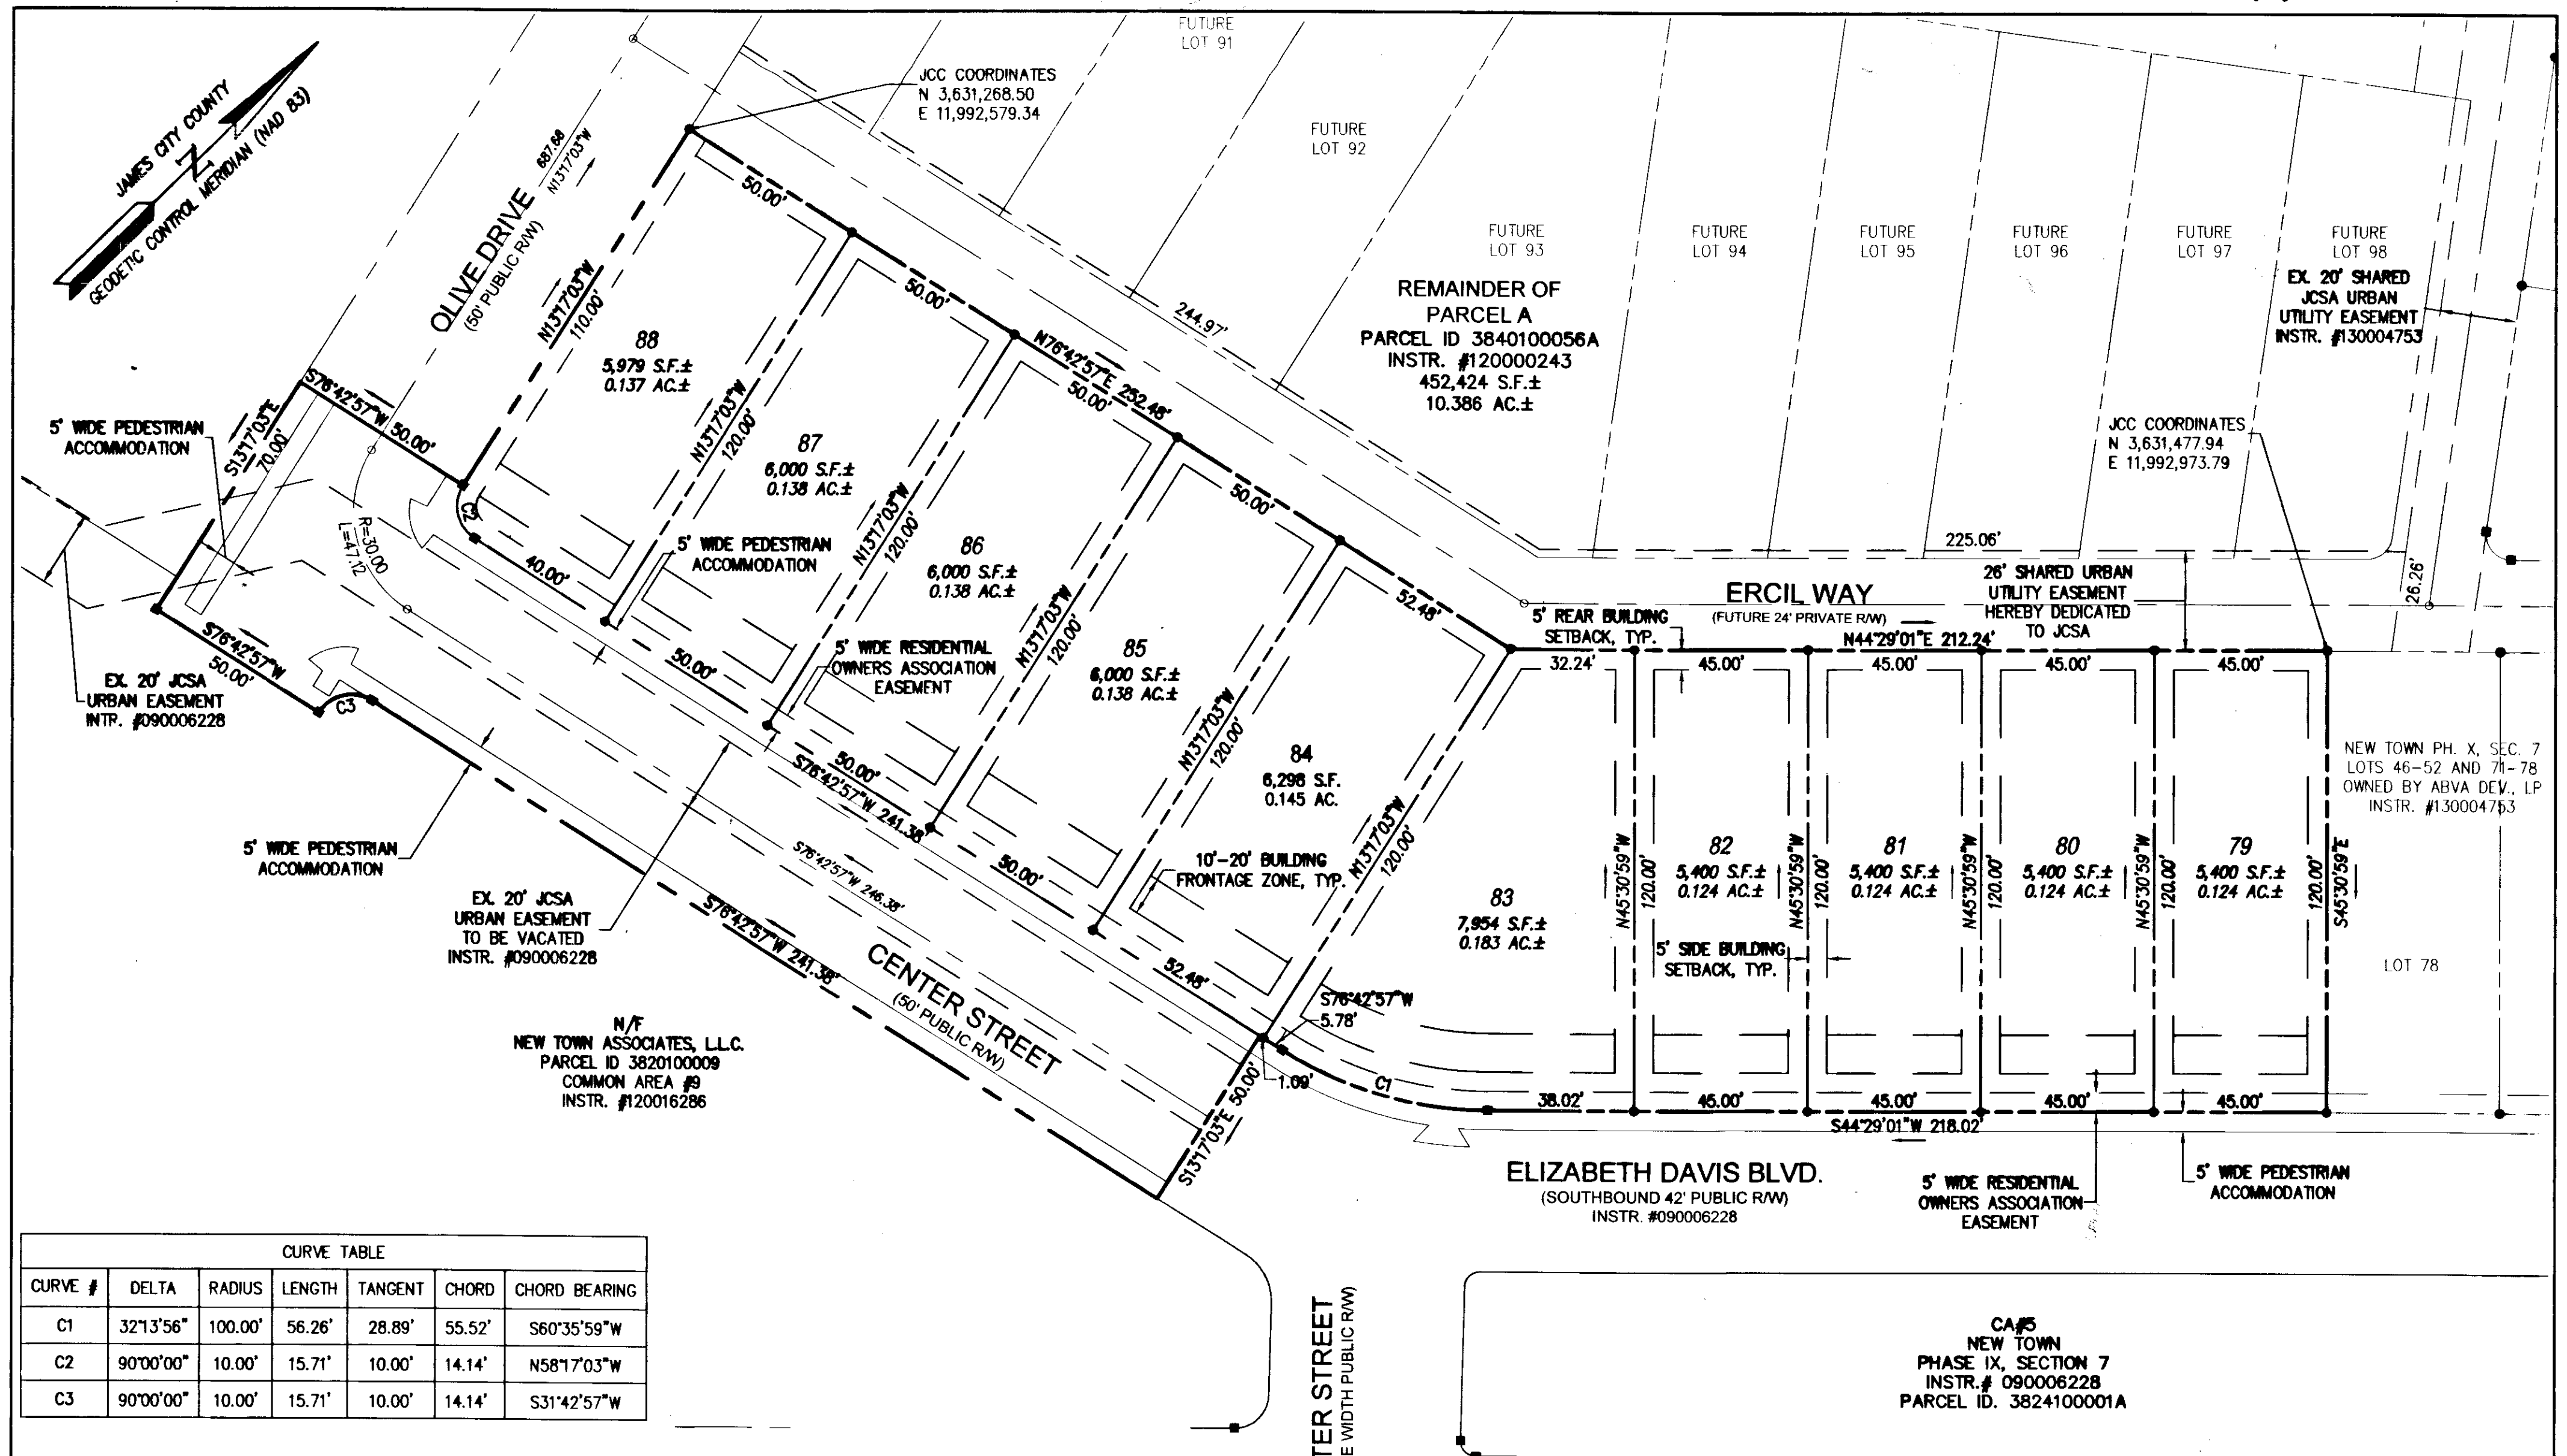 FUTURE
LOT 91
JCC COORDINATES
N 3,631,268.50
E 11,992,579.34
JAMES CITY COUNTY
N
GEODETIC CONTROL MERIDIAN (NAD 83)
687.68
N13°17'03"W
OLIVE DRIVE
(50' PUBLIC R/W)
FUTURE
LOT 92
FUTURE
LOT 93
FUTURE
LOT 94
FUTURE
LOT 95
FUTURE
LOT 96
FUTURE
LOT 97
FUTURE
LOT 98
EX. 20' SHARED
JCSA URBAN
UTILITY EASEMENT
INSTR. #130004753
REMAINDER OF
PARCEL A
PARCEL ID 3840100056A
INSTR. #120000243
452,424 S.F.±
10.386 AC.±
244.97'
JCC COORDINATES
N 3,631,477.94
E 11,992,973.79
50.00'
50.00'
N76°42'57"E 252.48'
50.00'
50.00'
52.48'
N13°17'03"W
110.00'
88
5,979 S.F.±
0.137 AC.±
N13°17'03"W
120.00'
87
6,000 S.F.±
0.138 AC.±
N13°17'03"W
120.00'
86
6,000 S.F.±
0.138 AC.±
N13°17'03"W
120.00'
85
6,000 S.F.±
0.138 AC.±
N13°17'03"W
120.00'
84
6,298 S.F.
0.145 AC.
N13°17'03"W
120.00'
S76°42'57"W 50.00'
5' WIDE PEDESTRIAN
ACCOMMODATION
S13°17'03"E
70.00'
C2
R=30.00
L=47.12
40.00'
5' WIDE PEDESTRIAN
ACCOMMODATION
5' WIDE RESIDENTIAL
OWNERS ASSOCIATION
EASEMENT
50.00'
50.00'
S76°42'57"W 241.38'
50.00'
52.48'
10'-20' BUILDING
FRONTAGE ZONE, TYP.
S76°42'57"W
50.00'
C3
EX. 20' JCSA
URBAN EASEMENT
INTR. #090006228
5' WIDE PEDESTRIAN
ACCOMMODATION
EX. 20' JCSA
URBAN EASEMENT
TO BE VACATED
INSTR. #090006228
S76°42'57"W 246.38'
S76°42'57"W 241.38'
CENTER STREET
(50' PUBLIC R/W)
N/F
NEW TOWN ASSOCIATES, L.L.C.
PARCEL ID 3820100009
COMMON AREA #9
INSTR. #120016286
225.06'
26.26'
ERCIL WAY
(FUTURE 24' PRIVATE R/W)
26' SHARED URBAN
UTILITY EASEMENT
HEREBY DEDICATED
TO JCSA
5' REAR BUILDING
SETBACK, TYP.
N44°29'01"E 212.24'
32.24'
45.00'
45.00'
45.00'
45.00'
NEW TOWN PH. X, SEC. 7
LOTS 46-52 AND 71-78
OWNED BY ABVA DEV., LP
INSTR. #130004753
83
7,954 S.F.±
0.183 AC.±
N45°30'59"W
120.00'
82
5,400 S.F.±
0.124 AC.±
N45°30'59"W
120.00'
81
5,400 S.F.±
0.124 AC.±
N45°30'59"W
120.00'
80
5,400 S.F.±
0.124 AC.±
N45°30'59"W
120.00'
79
5,400 S.F.±
0.124 AC.±
120.00'
S45°30'59"E
5' SIDE BUILDING
SETBACK, TYP.
LOT 78
S76°42'57"W
5.78'
1.09'
C1
S13°17'03"E 50.00'
38.02'
45.00'
45.00'
45.00'
45.00'
S44°29'01"W 218.02'
ELIZABETH DAVIS BLVD.
(SOUTHBOUND 42' PUBLIC R/W)
INSTR. #090006228
5' WIDE RESIDENTIAL
OWNERS ASSOCIATION
EASEMENT
5' WIDE PEDESTRIAN
ACCOMMODATION
CURVE TABLE
CURVE # DELTA RADIUS LENGTH TANGENT CHORD CHORD BEARING
C1 32°13'56" 100.00' 56.26' 28.89' 55.52' S60°35'59"W
C2 90°00'00" 10.00' 15.71' 10.00' 14.14' N58°17'03"W
C3 90°00'00" 10.00' 15.71' 10.00' 14.14' S31°42'57"W
TER STREET
E WIDTH PUBLIC R/W)
CA#5
NEW TOWN
PHASE IX, SECTION 7
INSTR.# 090006228
PARCEL ID. 3824100001A